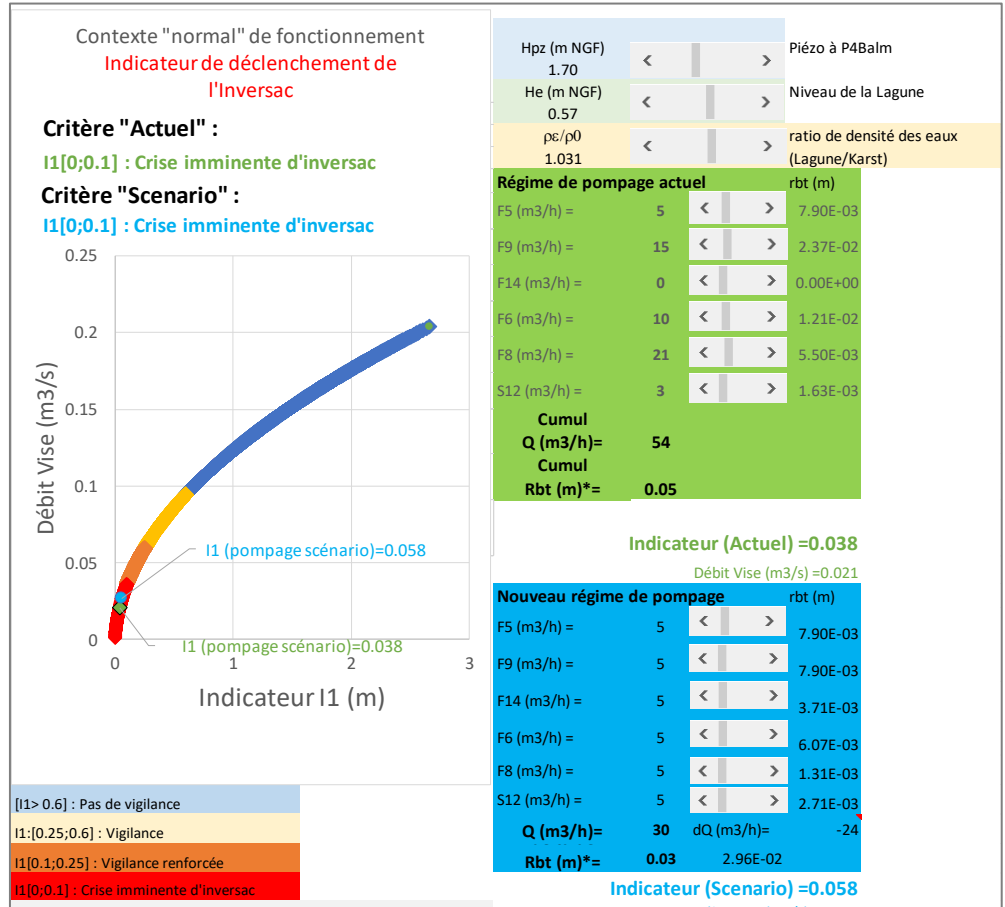 Contexte "normal" de fonctionnement
Indicateur de déclenchement de
l'Inversac
Critère "Actuel" :
I1[0;0.1] : Crise imminente d'inversac
Critère "Scenario" :
I1[0;0.1] : Crise imminente d'inversac
0.25
0.2
0.15
0.1
0.05
0
Débit Vise (m3/s)
I1 (pompage scénario)=0.058
I1 (pompage scénario)=0.038
0 1 2 3
Indicateur I1 (m)
[I1> 0.6] : Pas de vigilance
I1:[0.25;0.6] : Vigilance
I1[0.1;0.25] : Vigilance renforcée
I1[0;0.1] : Crise imminente d'inversac
Hpz (m NGF) Piézo à P4Balm
1.70
He (m NGF) Niveau de la Lagune
0.57
ρε/ρ0 ratio de densité des eaux
1.031 (Lagune/Karst)
Régime de pompage actuel rbt (m)
F5 (m3/h) = 5 7.90E-03
F9 (m3/h) = 15 2.37E-02
F14 (m3/h) = 0 0.00E+00
F6 (m3/h) = 10 1.21E-02
F8 (m3/h) = 21 5.50E-03
S12 (m3/h) = 3 1.63E-03
Cumul
Q (m3/h)= 54
Cumul
Rbt (m)*= 0.05
Indicateur (Actuel) =0.038
Débit Vise (m3/s) =0.021
Nouveau régime de pompage rbt (m)
F5 (m3/h) = 5 7.90E-03
F9 (m3/h) = 5 7.90E-03
F14 (m3/h) = 5 3.71E-03
F6 (m3/h) = 5 6.07E-03
F8 (m3/h) = 5 1.31E-03
S12 (m3/h) = 5 2.71E-03
Q (m3/h)= 30 dQ (m3/h)= -24
Rbt (m)*= 0.03 2.96E-02
Indicateur (Scenario) =0.058